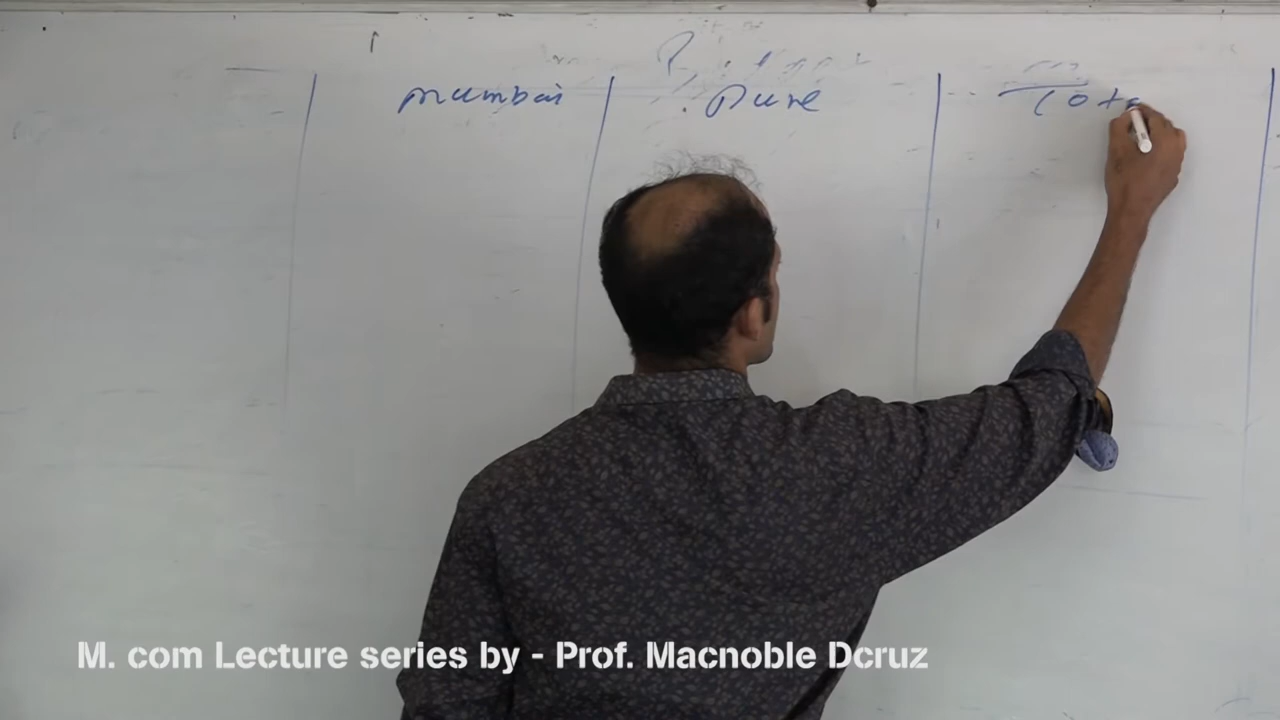 mumbai Pune Tota
M. com Lecture series by - Prof. Macnoble Dcruz